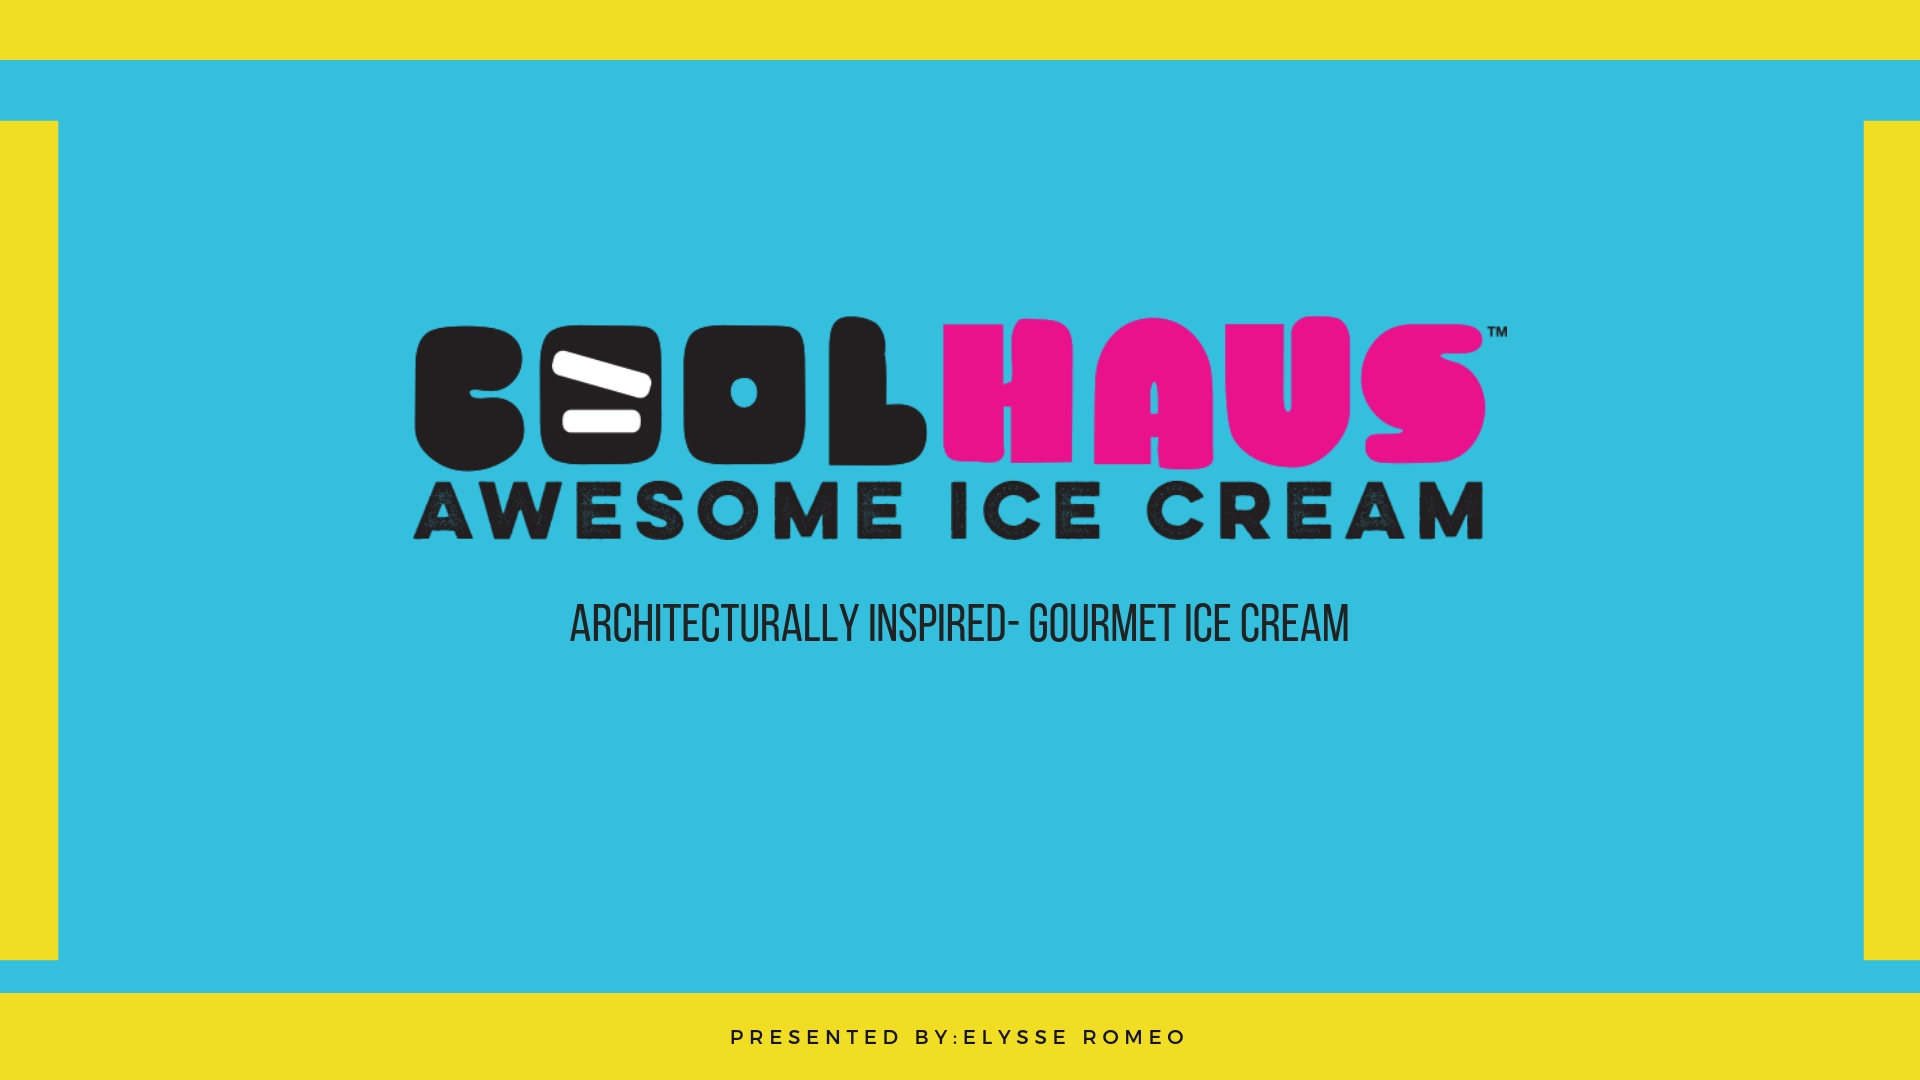 COOLHAUS™
AWESOME ICE CREAM
ARCHITECTURALLY INSPIRED- GOURMET ICE CREAM
PRESENTED BY:ELYSSE ROMEO